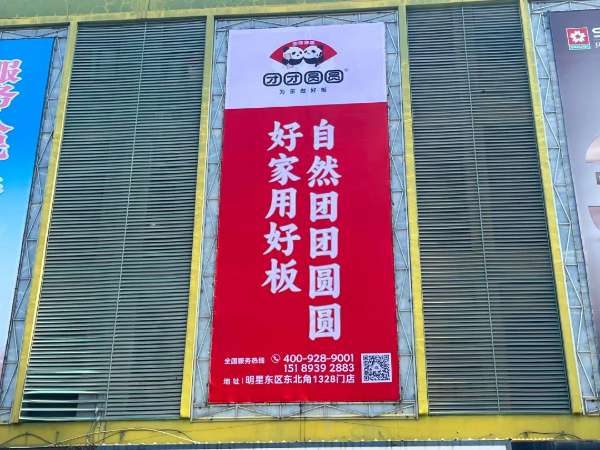 团团圆圆
为家做好板
好家用好板
自然团团圆圆
全国服务热线
400-928-9001
151 8939 2883
地址|明星东区东北角1328门店
服务
S